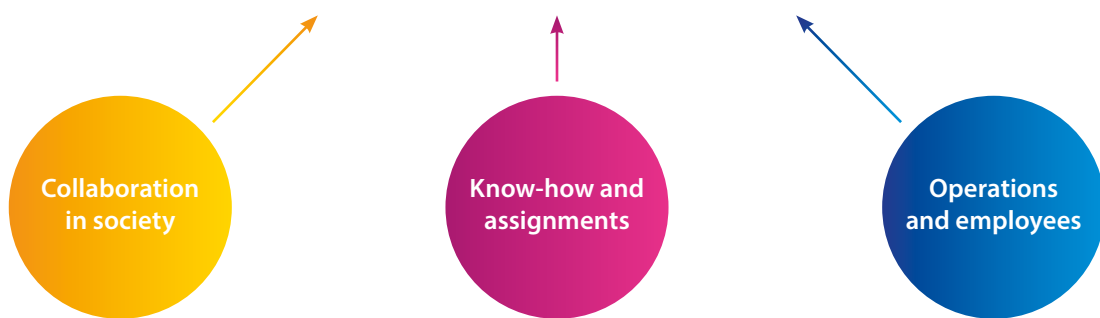 Collaboration
in society
Know-how and
assignments
Operations
and employees